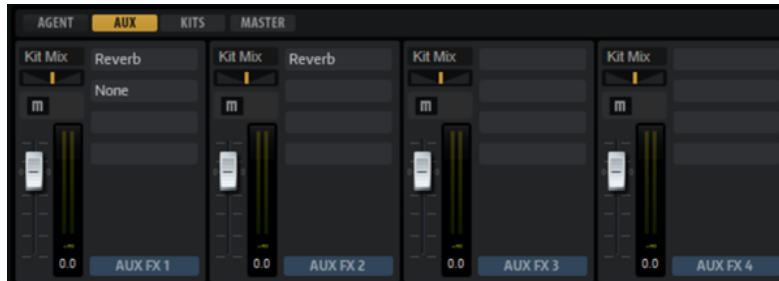 AGENT AUX KITS MASTER
Kit Mix Reverb Kit Mix Reverb Kit Mix Kit Mix
None
m m m m
0.0 AUX FX 1 0.0 AUX FX 2 0.0 AUX FX 3 0.0 AUX FX 4